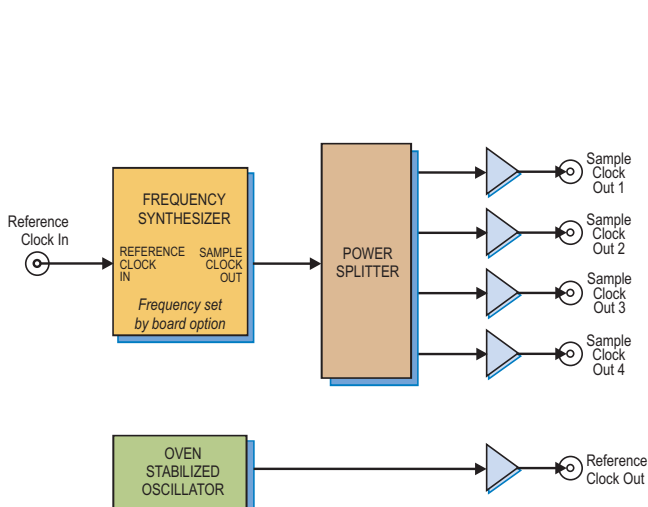 Reference
Clock In
FREQUENCY
SYNTHESIZER
REFERENCE
CLOCK
IN
SAMPLE
CLOCK
OUT
Frequency set
by board option
POWER
SPLITTER
Sample
Clock
Out 1
Sample
Clock
Out 2
Sample
Clock
Out 3
Sample
Clock
Out 4
OVEN
STABILIZED
OSCILLATOR
Reference
Clock Out